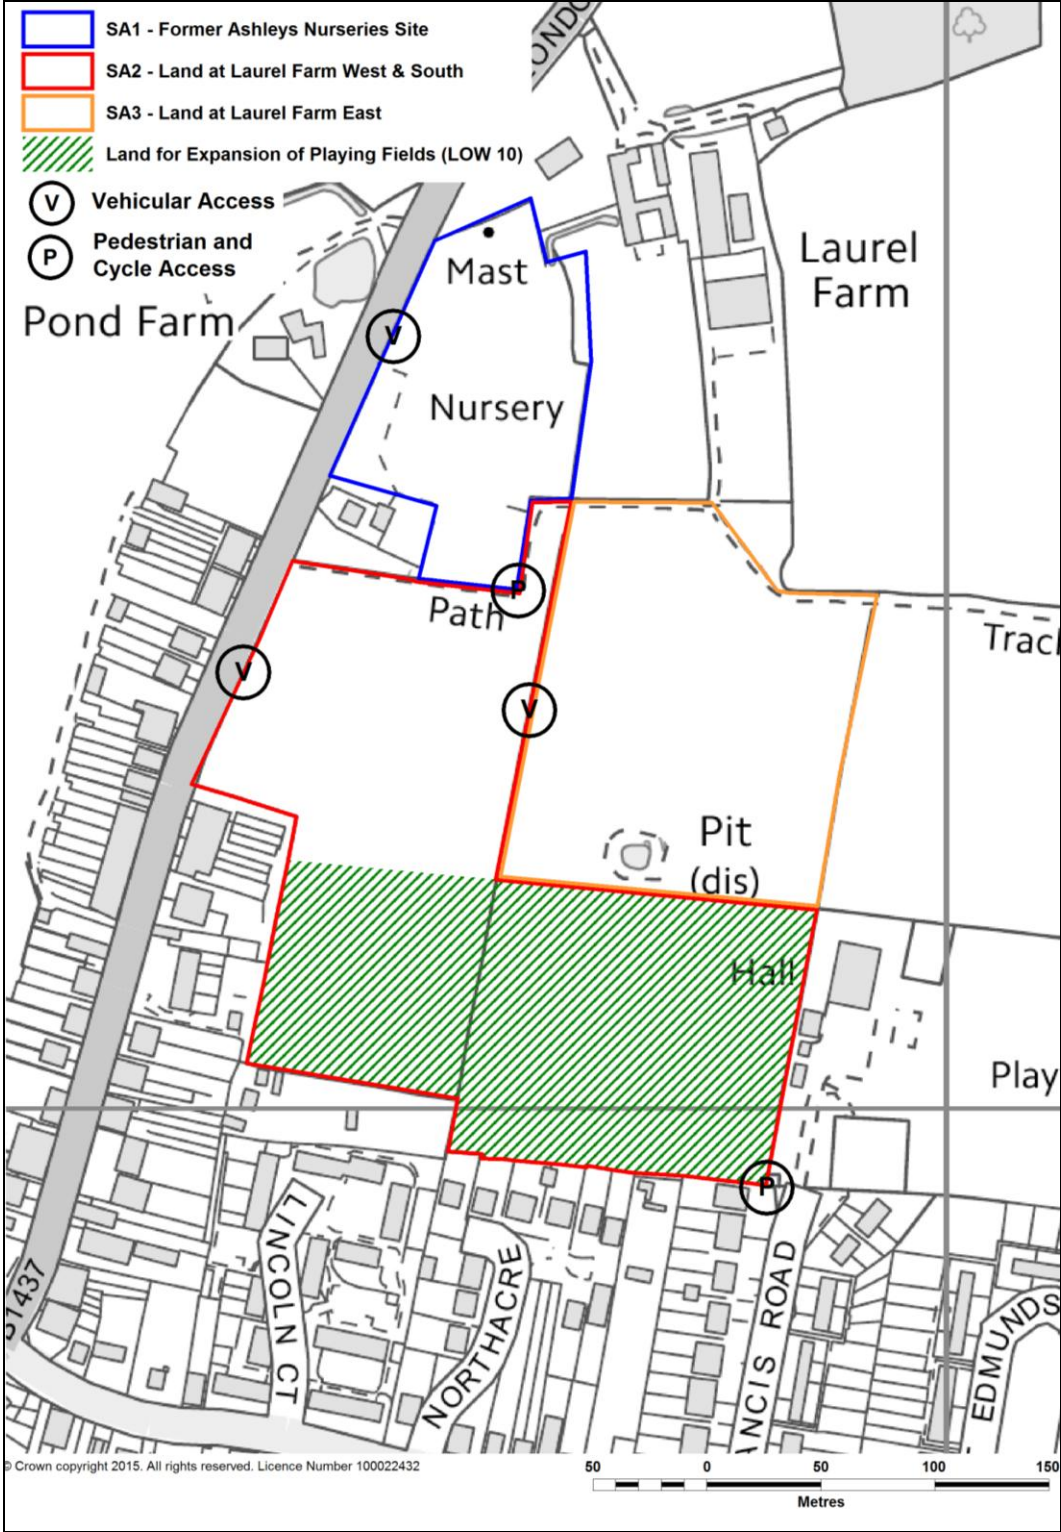 SA1 - Former Ashleys Nurseries Site
SA2 - Land at Laurel Farm West & South
SA3 - Land at Laurel Farm East
Land for Expansion of Playing Fields (LOW 10)
V Vehicular Access
P Pedestrian and
Cycle Access
LONDO
Laurel
Farm
Mast
Pond Farm
V
Nursery
P
Path
Track
V
V
Pit
(dis)
Hall
Play
P
B1437
LINCOLN CT
NORTHACRE
ANCIS ROAD
EDMUNDS
© Crown copyright 2015. All rights reserved. Licence Number 100022432
50 0 50 100 150
Metres